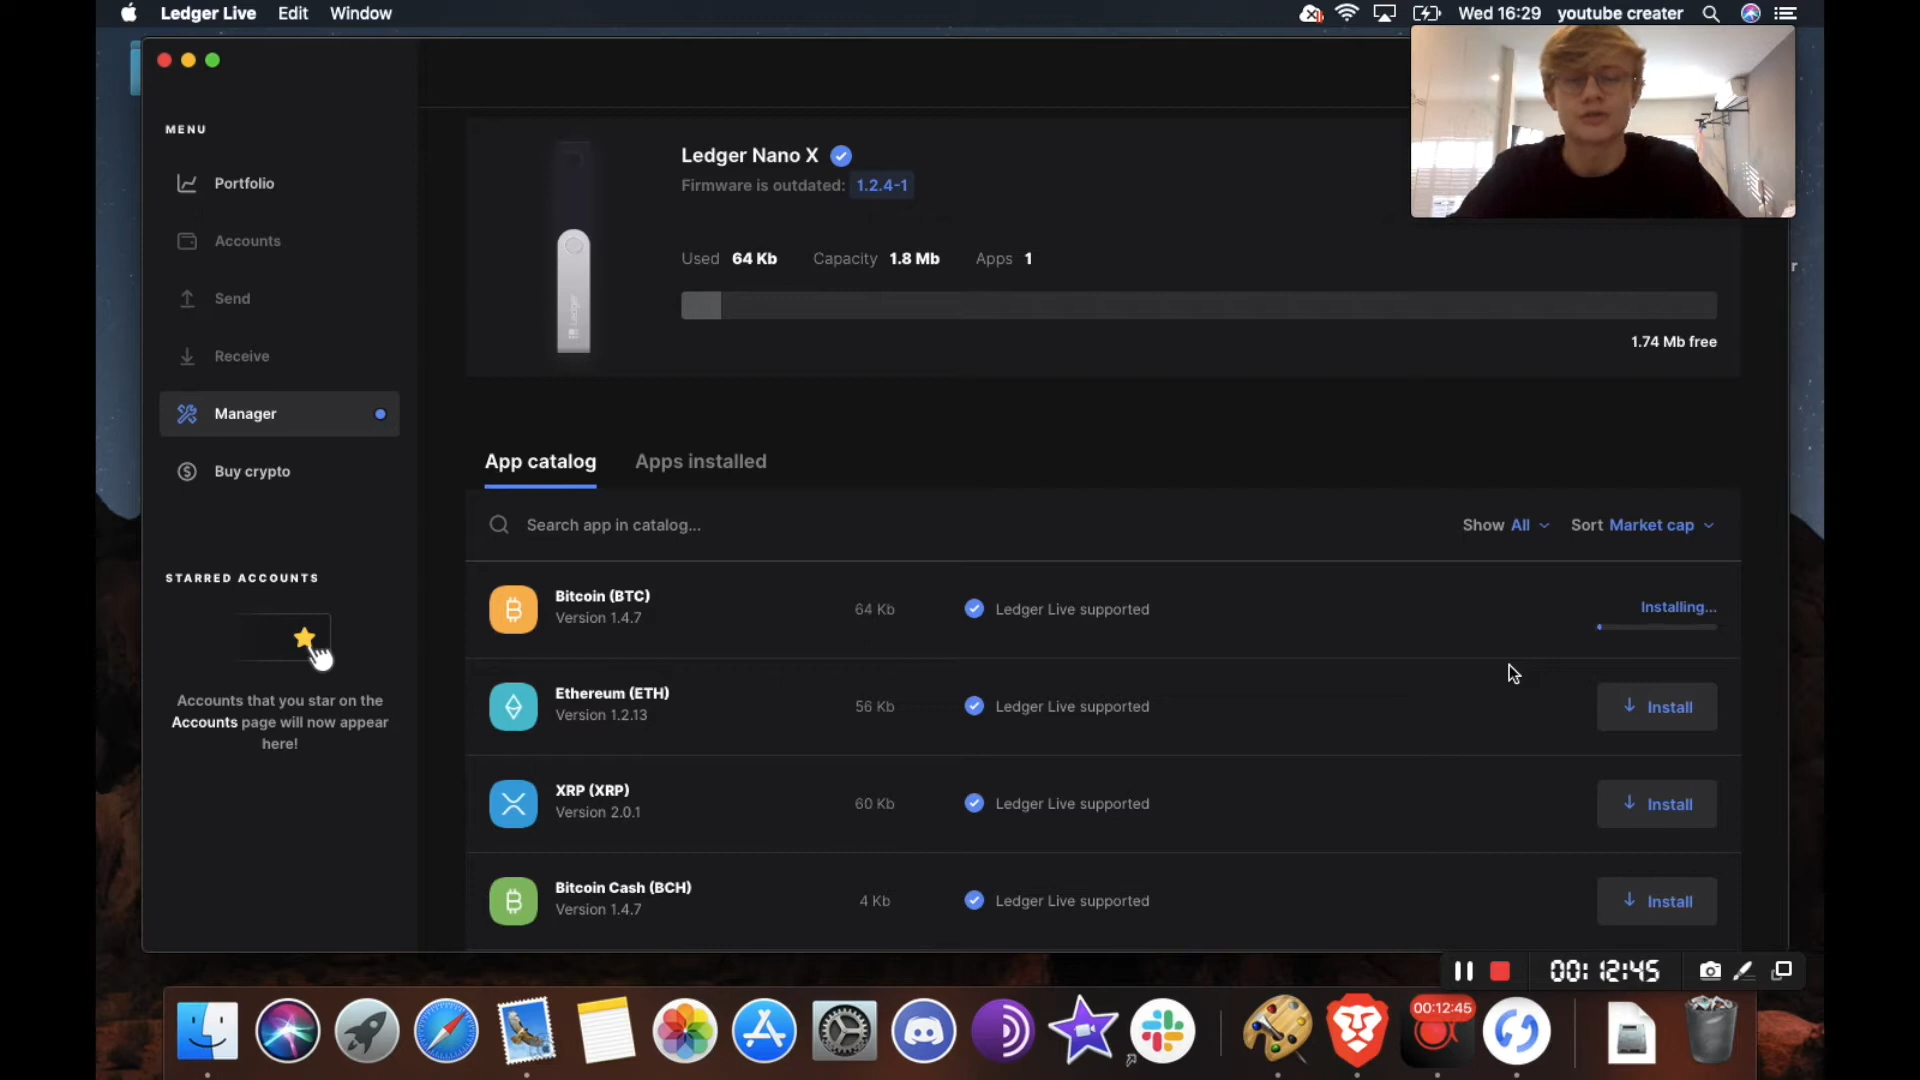 Ledger Live Edit Window
Wed 16:29 youtube creater
MENU
Portfolio
Accounts
Send
Receive
Manager
Buy crypto
STARRED ACCOUNTS
Accounts that you star on the
Accounts page will now appear
here!
Ledger Nano X
Firmware is outdated: 1.2.4-1
Used 64 Kb Capacity 1.8 Mb Apps 1
1.74 Mb free
Ledger
App catalog Apps installed
Search app in catalog...
Show All Sort Market cap
Bitcoin (BTC)
Version 1.4.7
64 Kb
Ledger Live supported
Installing...
Ethereum (ETH)
Version 1.2.13
56 Kb
Ledger Live supported
Install
XRP (XRP)
Version 2.0.1
60 Kb
Ledger Live supported
Install
Bitcoin Cash (BCH)
Version 1.4.7
4 Kb
Ledger Live supported
Install
00:12:45
00:12:45
r